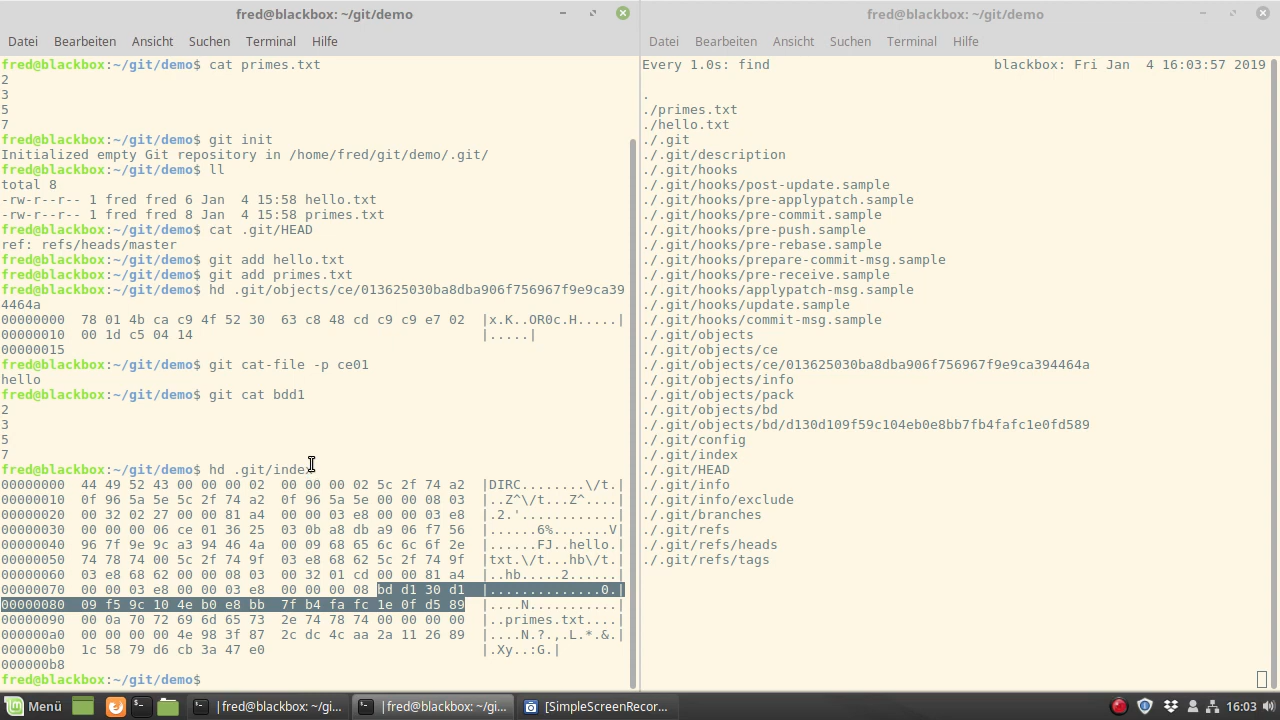 fred@blackbox: ~/git/demo
Datei Bearbeiten Ansicht Suchen Terminal Hilfe
fred@blackbox:~/git/demo$ cat primes.txt
2
3
5
7
fred@blackbox:~/git/demo$ git init
Initialized empty Git repository in /home/fred/git/demo/.git/
fred@blackbox:~/git/demo$ ll
total 8
-rw-r--r-- 1 fred fred 6 Jan  4 15:58 hello.txt
-rw-r--r-- 1 fred fred 8 Jan  4 15:58 primes.txt
fred@blackbox:~/git/demo$ cat .git/HEAD
ref: refs/heads/master
fred@blackbox:~/git/demo$ git add hello.txt
fred@blackbox:~/git/demo$ git add primes.txt
fred@blackbox:~/git/demo$ hd .git/objects/ce/013625030ba8dba906f756967f9e9ca39
4464a
00000000  78 01 4b ca c9 4f 52 30  63 c8 48 cd c9 c9 e7 02  |x.K..OR0c.H.....|
00000010  00 1d c5 04 14                                    |.....|
00000015
fred@blackbox:~/git/demo$ git cat-file -p ce01
hello
fred@blackbox:~/git/demo$ git cat bdd1
2
3
5
7
fred@blackbox:~/git/demo$ hd .git/index
00000000  44 49 52 43 00 00 00 02  00 00 00 02 5c 2f 74 a2  |DIRC........\/t.|
00000010  0f 96 5a 5e 5c 2f 74 a2  0f 96 5a 5e 00 00 08 03  |..Z^\/t...Z^....|
00000020  00 32 02 27 00 00 81 a4  00 00 03 e8 00 00 03 e8  |.2.'............|
00000030  00 00 00 06 ce 01 36 25  03 0b a8 db a9 06 f7 56  |......6%.......V|
00000040  96 7f 9e 9c a3 94 46 4a  00 09 68 65 6c 6c 6f 2e  |......FJ..hello.|
00000050  74 78 74 00 5c 2f 74 9f  03 e8 68 62 5c 2f 74 9f  |txt.\/t...hb\/t.|
00000060  03 e8 68 62 00 00 08 03  00 32 01 cd 00 00 81 a4  |..hb.....2......|
00000070  00 00 03 e8 00 00 03 e8  00 00 00 08 bd d1 30 d1  |..............0.|
00000080  09 f5 9c 10 4e b0 e8 bb  7f b4 fa fc 1e 0f d5 89  |....N...........|
00000090  00 0a 70 72 69 6d 65 73  2e 74 78 74 00 00 00 00  |..primes.txt....|
000000a0  00 00 00 00 4e 98 3f 87  2c dc 4c aa 2a 11 26 89  |....N.?.,.L.*.&.|
000000b0  1c 58 79 d6 cb 3a 47 e0                           |.Xy..:G.|
000000b8
fred@blackbox:~/git/demo$
fred@blackbox: ~/git/demo
Datei Bearbeiten Ansicht Suchen Terminal Hilfe
Every 1.0s: find blackbox: Fri Jan  4 16:03:57 2019
.
./primes.txt
./hello.txt
./.git
./.git/description
./.git/hooks
./.git/hooks/post-update.sample
./.git/hooks/pre-applypatch.sample
./.git/hooks/pre-commit.sample
./.git/hooks/pre-push.sample
./.git/hooks/pre-rebase.sample
./.git/hooks/prepare-commit-msg.sample
./.git/hooks/pre-receive.sample
./.git/hooks/applypatch-msg.sample
./.git/hooks/update.sample
./.git/hooks/commit-msg.sample
./.git/objects
./.git/objects/ce
./.git/objects/ce/013625030ba8dba906f756967f9e9ca394464a
./.git/objects/info
./.git/objects/pack
./.git/objects/bd
./.git/objects/bd/d130d109f59c104eb0e8bb7fb4fafc1e0fd589
./.git/config
./.git/index
./.git/HEAD
./.git/info
./.git/info/exclude
./.git/branches
./.git/refs
./.git/refs/heads
./.git/refs/tags
Menü |fred@blackbox: ~/gi... |fred@blackbox: ~/gi... [SimpleScreenRecor... 16:03